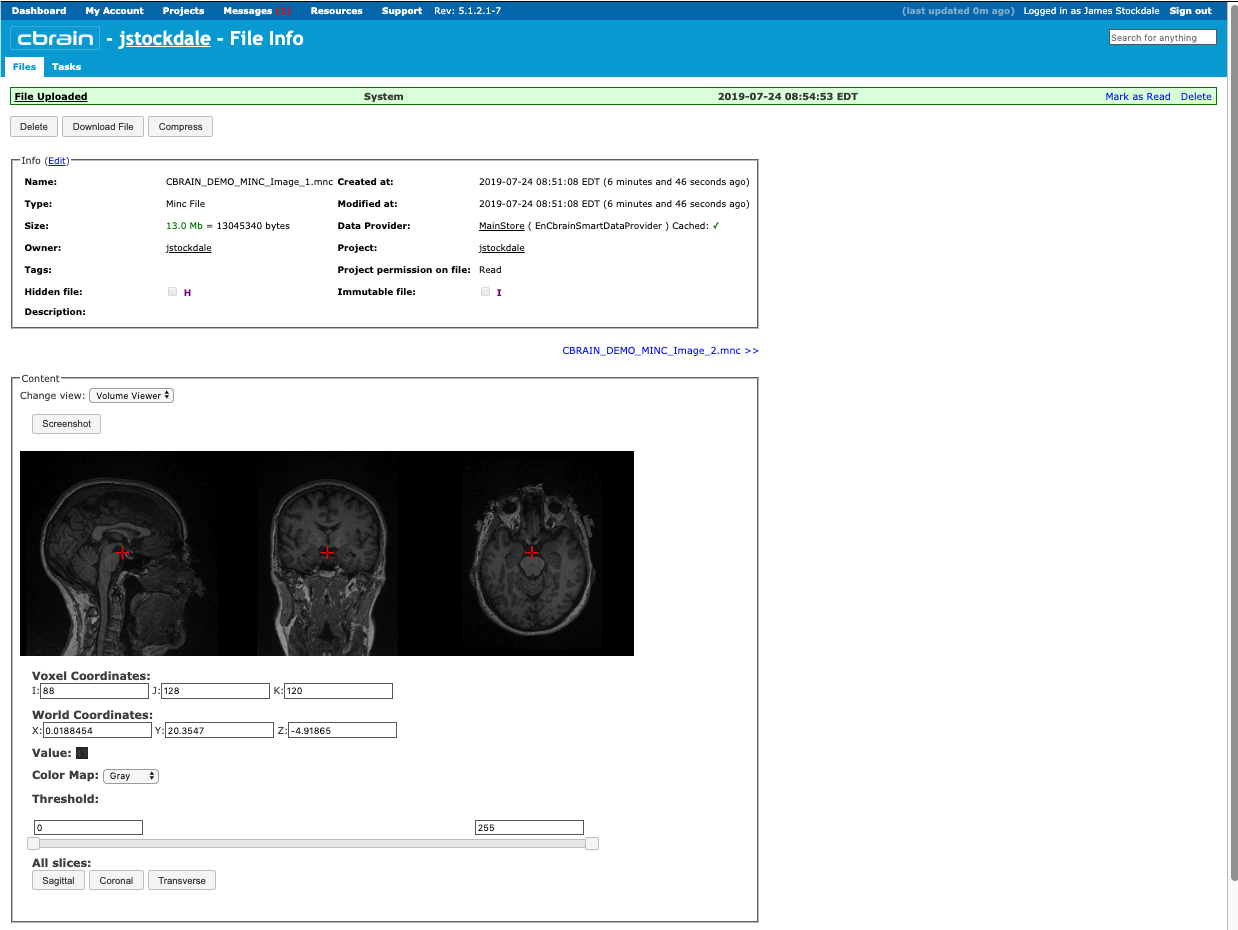 Dashboard My Account Projects Messages (1) Resources Support Rev: 5.1.2.1-7 (last updated 0m ago) Logged in as James Stockdale Sign out
cbrain - jstockdale - File Info Search for anything
Files Tasks
File Uploaded System 2019-07-24 08:54:53 EDT Mark as Read Delete
Delete Download File Compress
Info (Edit)
Name: CBRAIN_DEMO_MINC_Image_1.mnc Created at: 2019-07-24 08:51:08 EDT (6 minutes and 46 seconds ago)
Type: Minc File Modified at: 2019-07-24 08:51:08 EDT (6 minutes and 46 seconds ago)
Size: 13.0 Mb = 13045340 bytes Data Provider: MainStore ( EnCbrainSmartDataProvider ) Cached: ✓
Owner: jstockdale Project: jstockdale
Tags: Project permission on file: Read
Hidden file: H Immutable file: I
Description:
CBRAIN_DEMO_MINC_Image_2.mnc >>
Content
Change view: Volume Viewer
Screenshot
Voxel Coordinates:
I: 88 J: 128 K: 120
World Coordinates:
X: 0.0188454 Y: 20.3547 Z: -4.91865
Value:
Color Map: Gray
Threshold:
0 255
All slices:
Sagittal Coronal Transverse